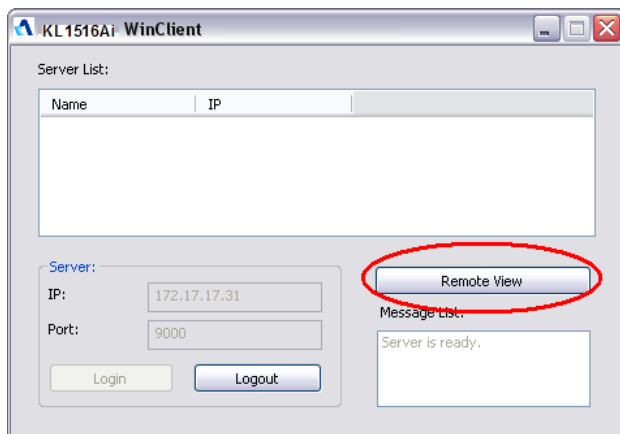 KL1516Ai WinClient
Server List:
Name IP
Server:
IP: 172.17.17.31
Port: 9000
Login Logout
Remote View
Message List:
Server is ready.